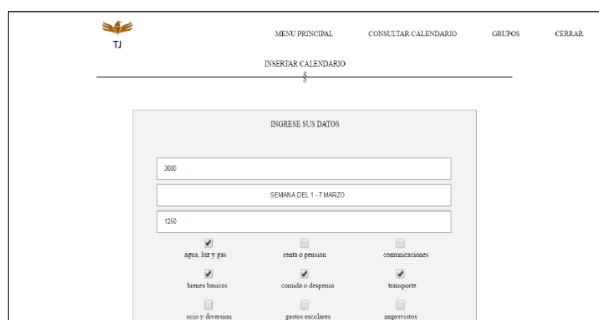 TJ
MENU PRINCIPAL CONSULTAR CALENDARIO GRUPOS CERRAR
INSERTAR CALENDARIO
§
INGRESE SUS DATOS
2000
SEMANA DEL 1 - 7 MARZO
1250
agua, luz y gas renta o pension comunicaciones
bienes basicos comida o despensa transporte
ocio y diversion gastos escolares imprevistos